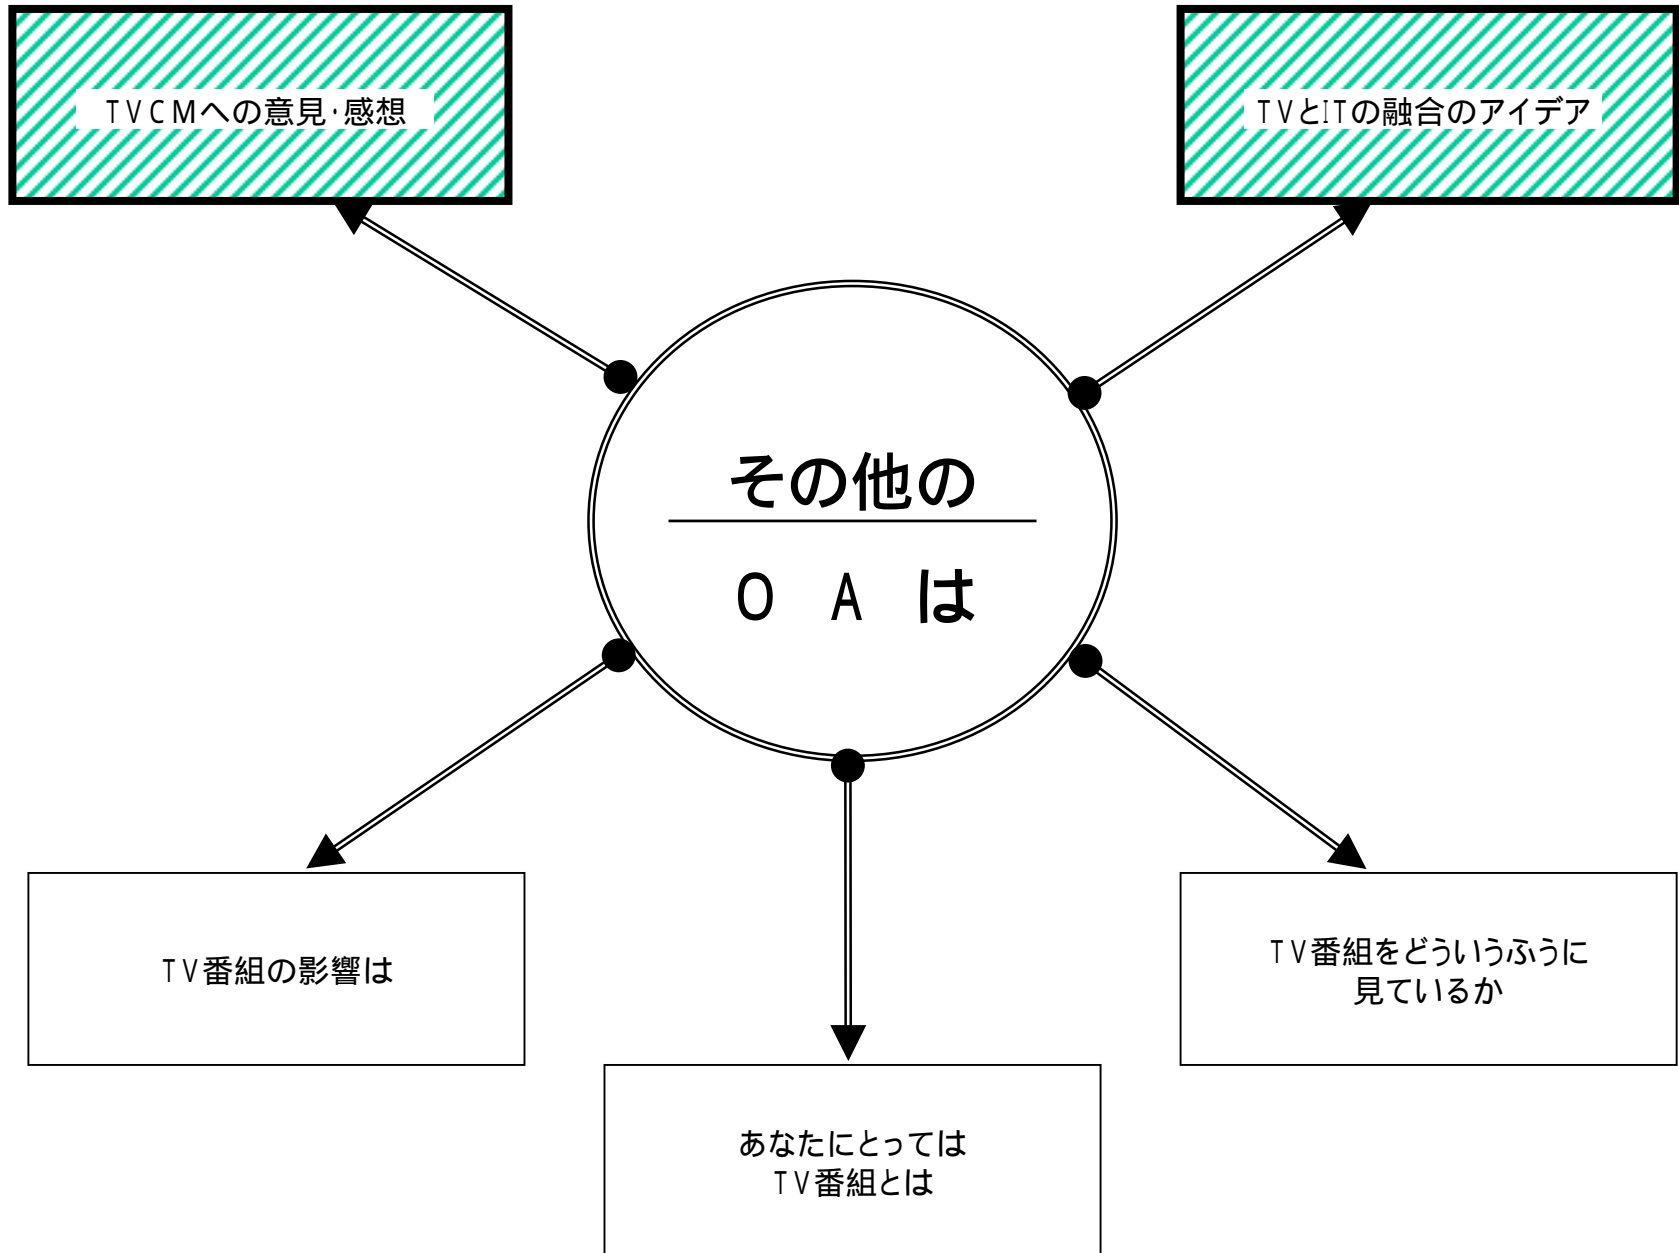 TVCMへの意見・感想
TVとITの融合のアイデア
その他の
O A は
TV番組の影響は
TV番組をどういうふうに
見ているか
あなたにとっては
TV番組とは